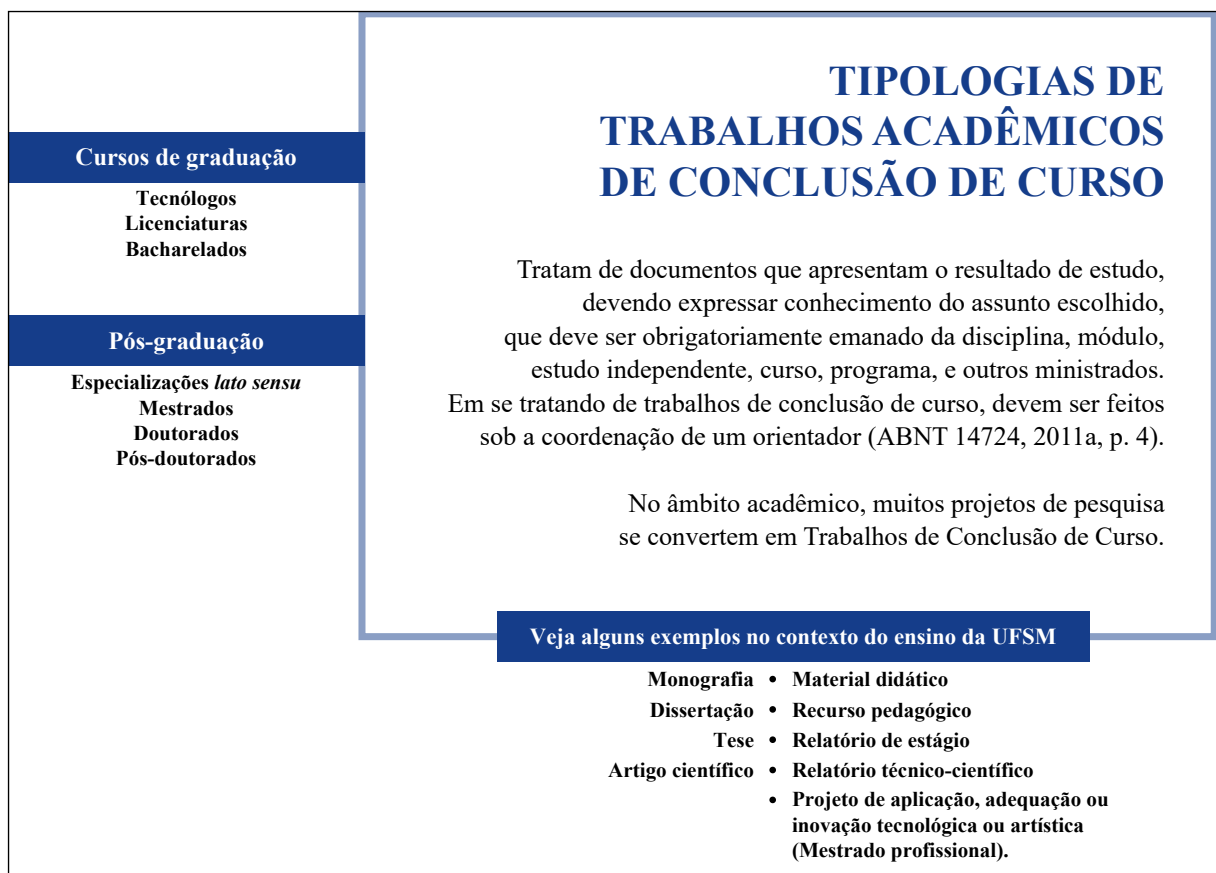 TIPOLOGIAS DE
TRABALHOS ACADÊMICOS
DE CONCLUSÃO DE CURSO
Cursos de graduação
Tecnólogos
Licenciaturas
Bacharelados
Pós-graduação
Especializações lato sensu
Mestrados
Doutorados
Pós-doutorados
Tratam de documentos que apresentam o resultado de estudo,
devendo expressar conhecimento do assunto escolhido,
que deve ser obrigatoriamente emanado da disciplina, módulo,
estudo independente, curso, programa, e outros ministrados.
Em se tratando de trabalhos de conclusão de curso, devem ser feitos
sob a coordenação de um orientador (ABNT 14724, 2011a, p. 4).
No âmbito acadêmico, muitos projetos de pesquisa
se convertem em Trabalhos de Conclusão de Curso.
Veja alguns exemplos no contexto do ensino da UFSM
Monografia • Material didático
Dissertação • Recurso pedagógico
Tese • Relatório de estágio
Artigo científico • Relatório técnico-científico
• Projeto de aplicação, adequação ou
inovação tecnológica ou artística
(Mestrado profissional).